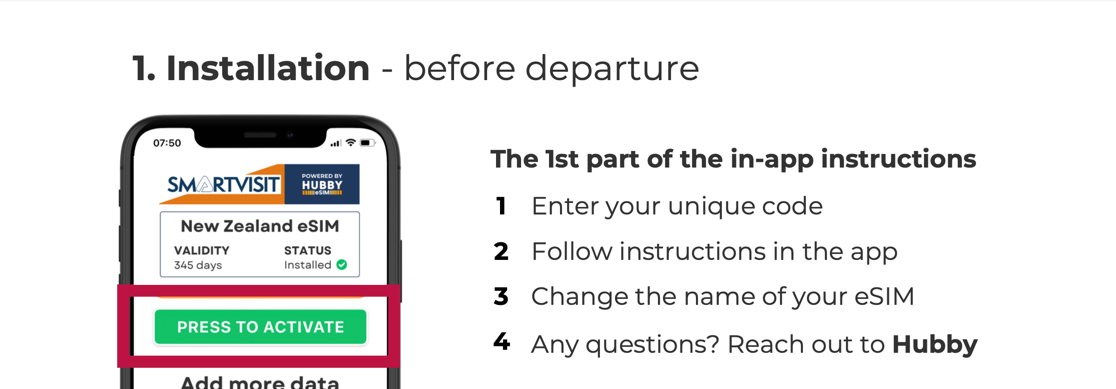 1. Installation - before departure
07:50
SMARTVISIT
POWERED BY
HUBBY
eSIM
New Zealand eSIM
VALIDITY STATUS
345 days Installed
PRESS TO ACTIVATE
Add more data
The 1st part of the in-app instructions
1 Enter your unique code
2 Follow instructions in the app
3 Change the name of your eSIM
4 Any questions? Reach out to Hubby